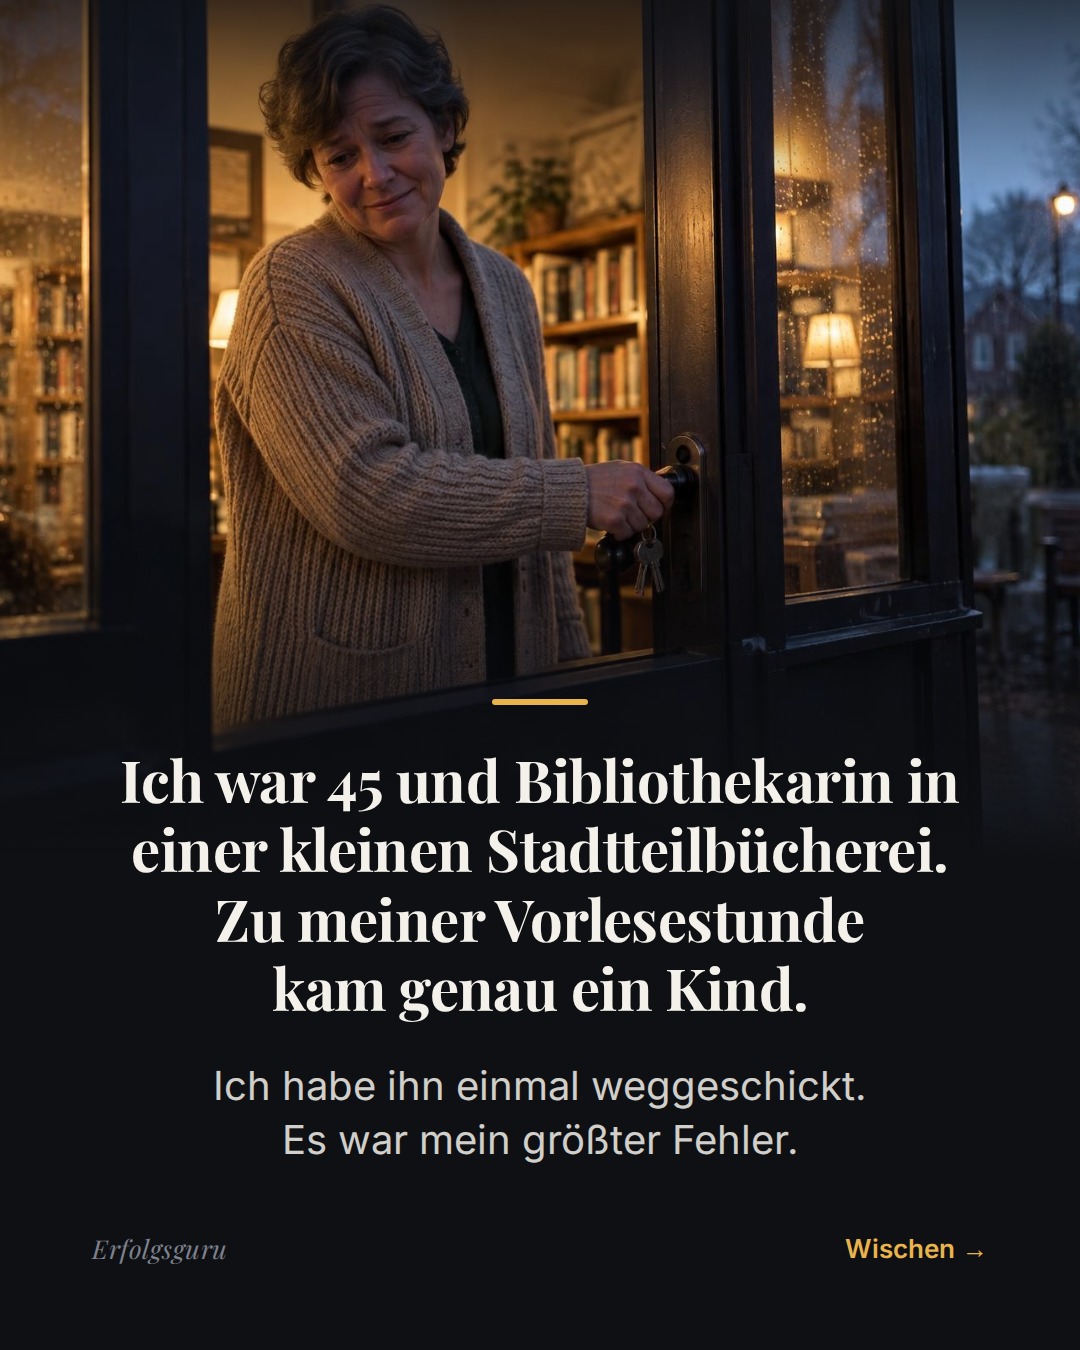 Ich war 45 und Bibliothekarin in
einer kleinen Stadtteilbücherei.
Zu meiner Vorlesestunde
kam genau ein Kind.
Ich habe ihn einmal weggeschickt.
Es war mein größter Fehler.
Erfolgsguru
Wischen →